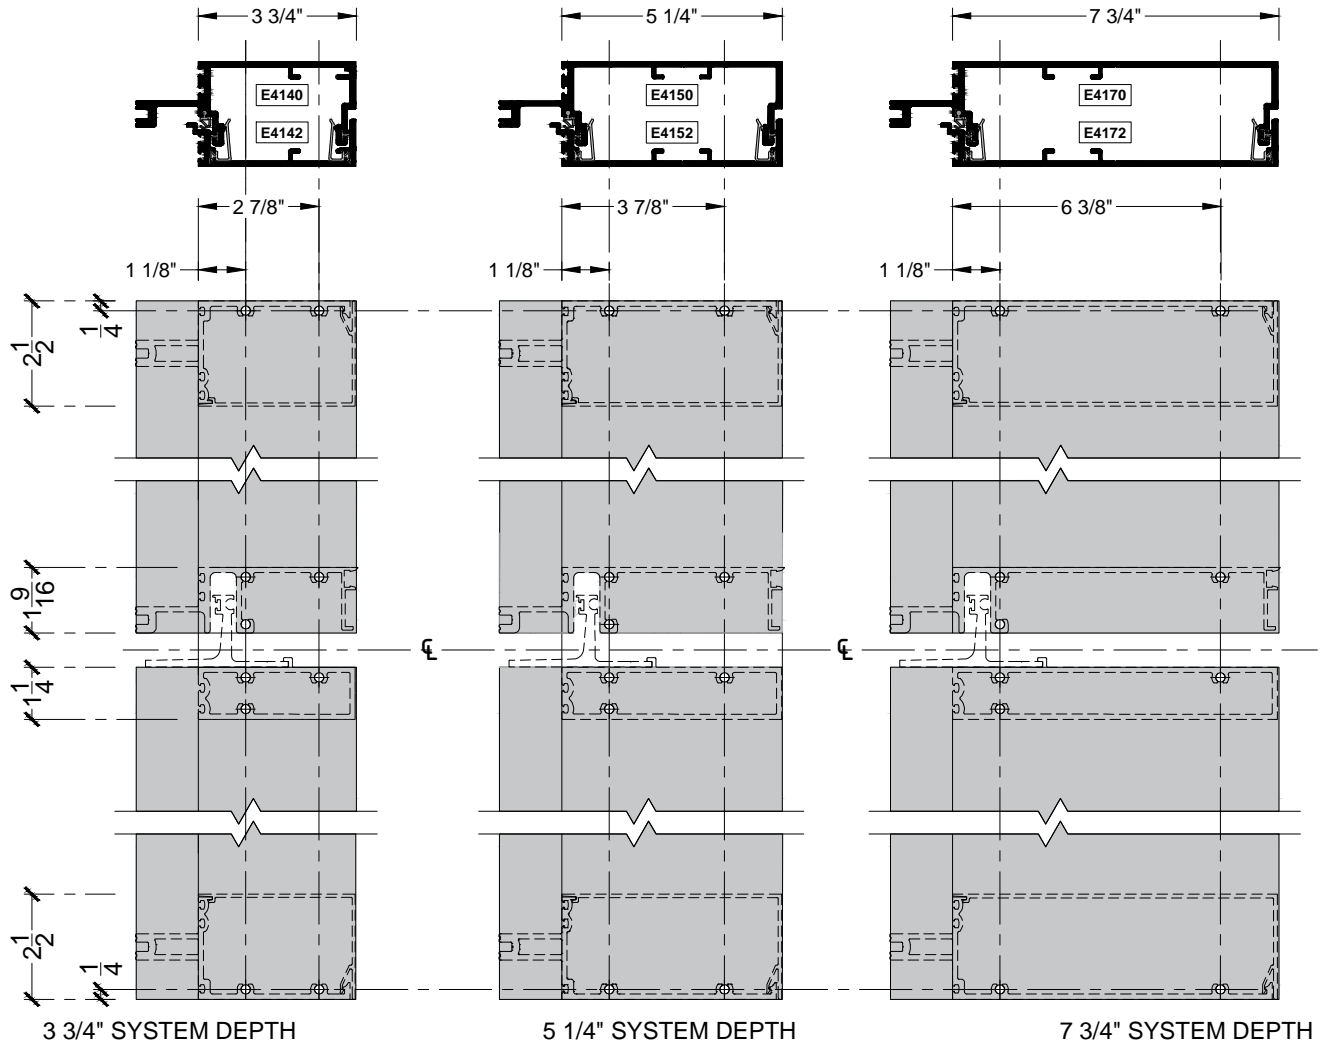 3 3/4" 5 1/4" 7 3/4"
E4140 E4150 E4170
E4142 E4152 E4172
2 7/8" 3 7/8" 6 3/8"
1 1/8" 1 1/8" 1 1/8"
2 1/2 1/4
1 9/16
℄ ℄
1 1/4
2 1/2 1/4
3 3/4" SYSTEM DEPTH 5 1/4" SYSTEM DEPTH 7 3/4" SYSTEM DEPTH